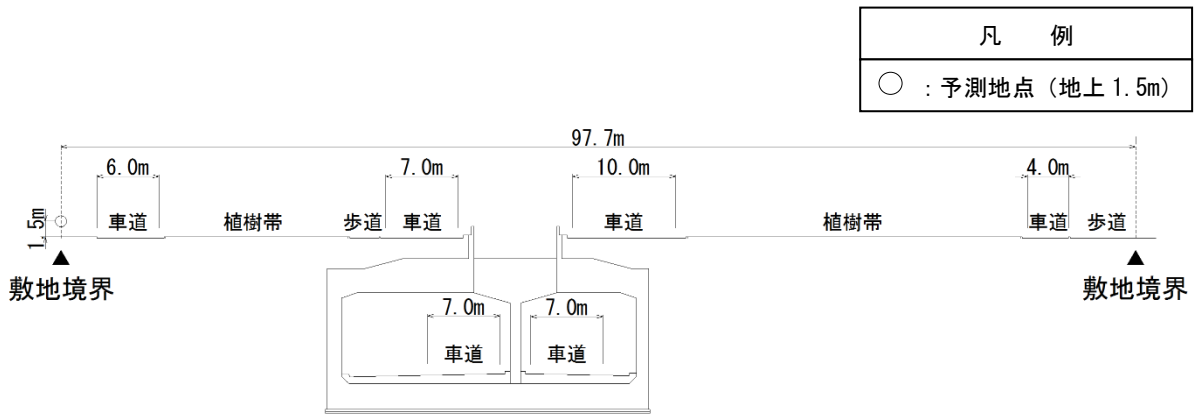 凡　　例
○ ：予測地点（地上 1.5m）
97.7m
6.0m 7.0m 10.0m 4.0m
1.5m
車道 植樹帯 歩道 車道 車道 植樹帯 車道 歩道
敷地境界 敷地境界
7.0m 7.0m
車道 車道